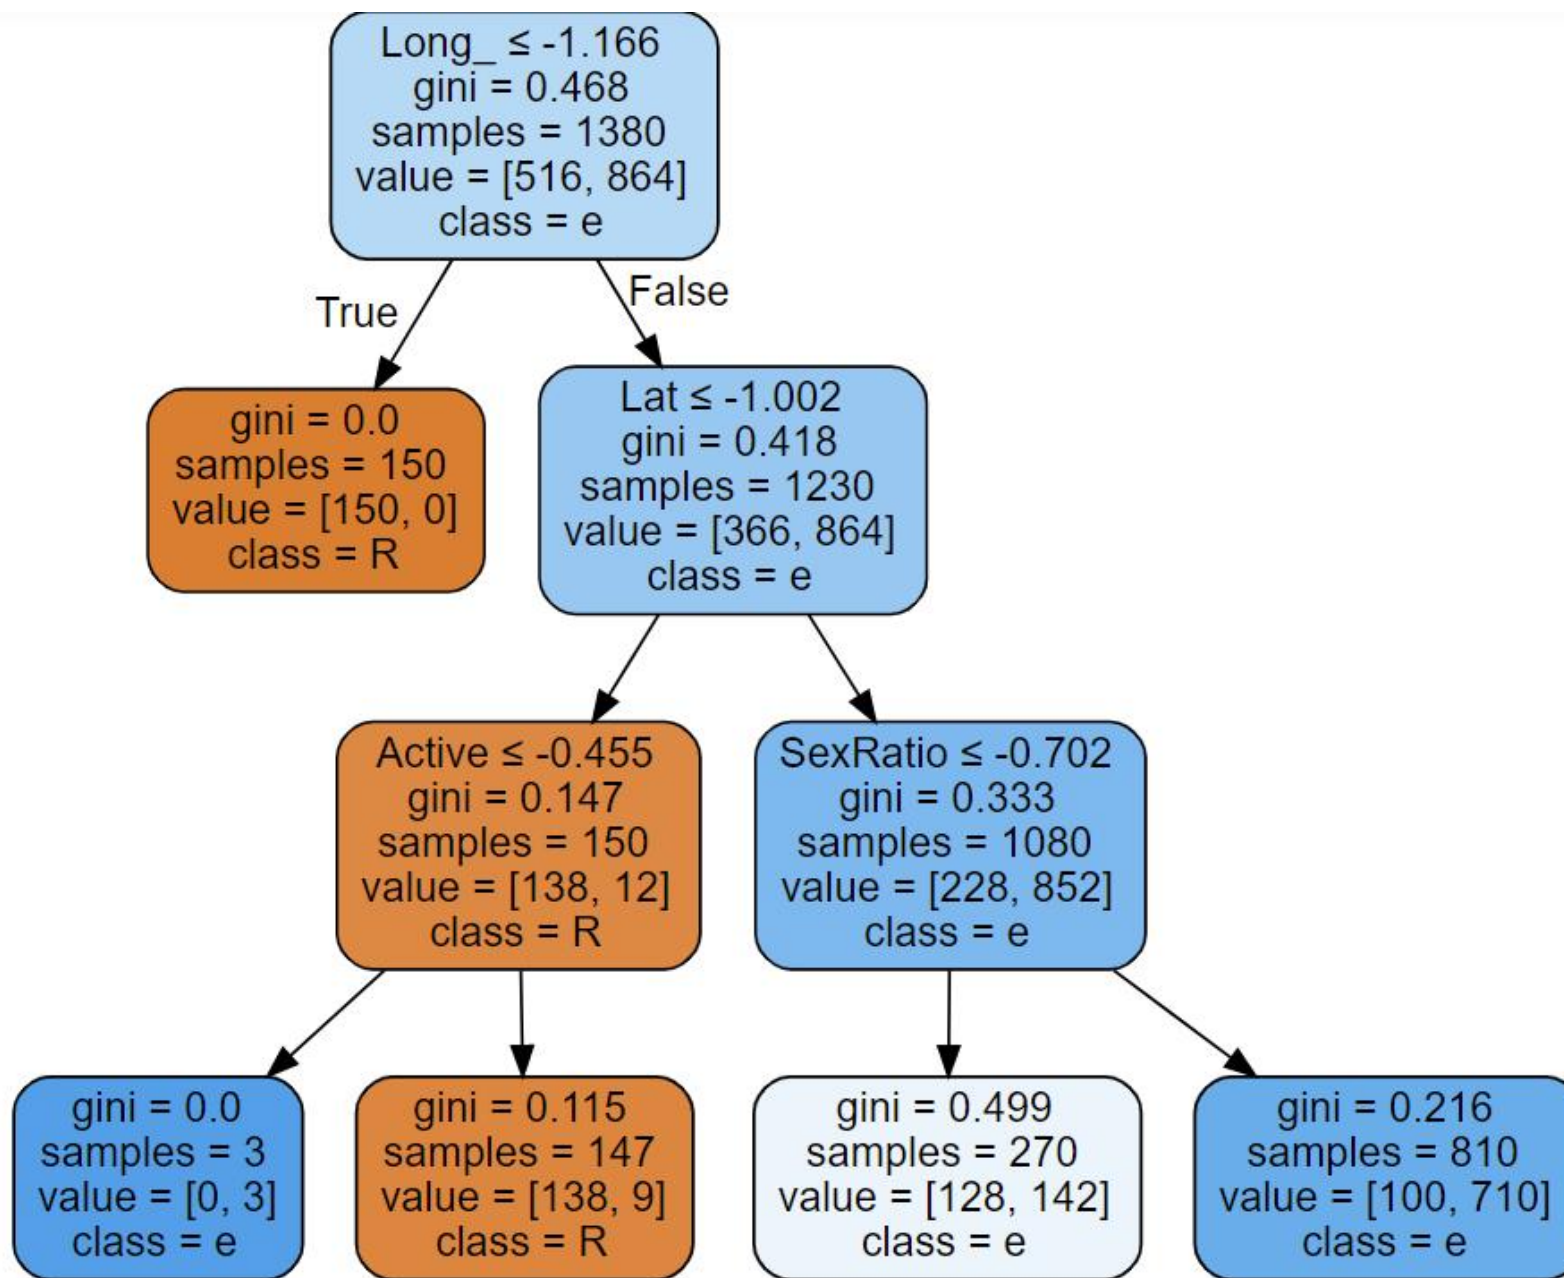 Long_ ≤ -1.166
gini = 0.468
samples = 1380
value = [516, 864]
class = e
True
False
gini = 0.0
samples = 150
value = [150, 0]
class = R
Lat ≤ -1.002
gini = 0.418
samples = 1230
value = [366, 864]
class = e
Active ≤ -0.455
gini = 0.147
samples = 150
value = [138, 12]
class = R
SexRatio ≤ -0.702
gini = 0.333
samples = 1080
value = [228, 852]
class = e
gini = 0.0
samples = 3
value = [0, 3]
class = e
gini = 0.115
samples = 147
value = [138, 9]
class = R
gini = 0.499
samples = 270
value = [128, 142]
class = e
gini = 0.216
samples = 810
value = [100, 710]
class = e